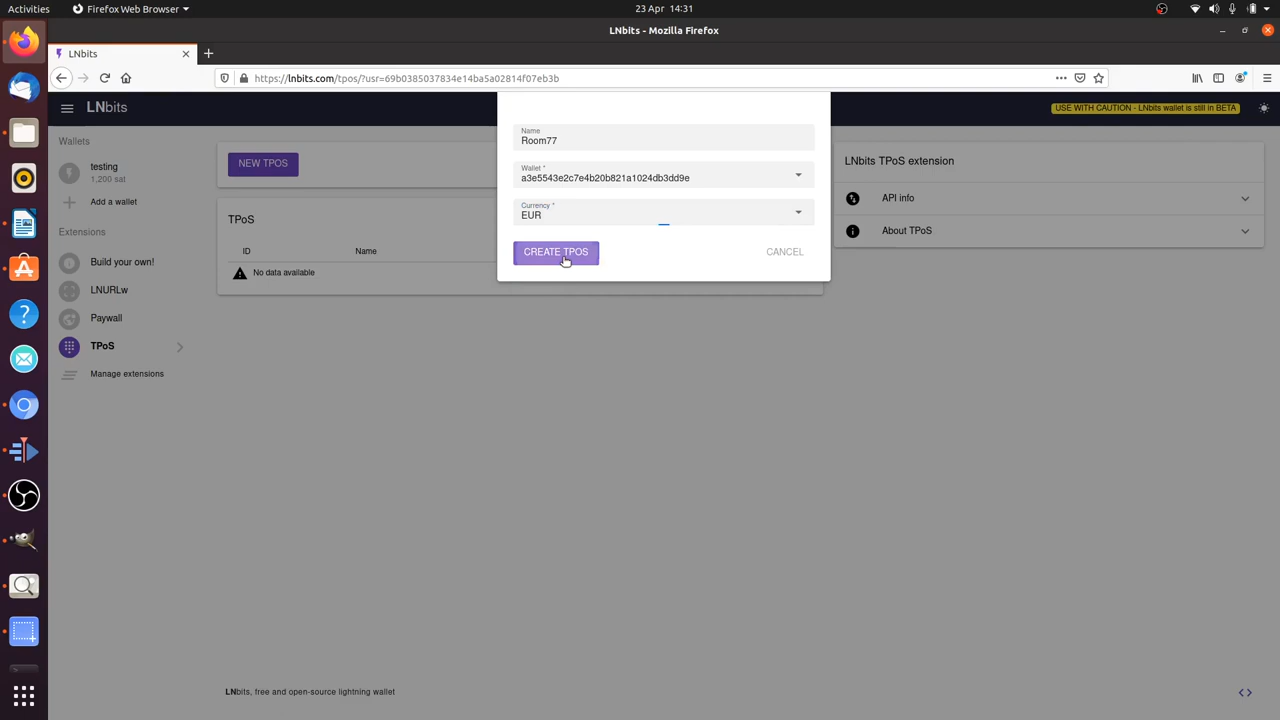 Activities
Firefox Web Browser
23 Apr 14:31
LNbits - Mozilla Firefox
LNbits
https://lnbits.com/tpos/?usr=69b0385037834e14ba5a02814f07eb3b
LNbits
USE WITH CAUTION - LNbits wallet is still in BETA
Wallets
testing
1,200 sat
Add a wallet
Extensions
Build your own!
LNURLw
Paywall
TPoS
Manage extensions
NEW TPOS
TPoS
ID
Name
No data available
Name
Room77
Wallet *
a3e5543e2c7e4b20b821a1024db3dd9e
Currency *
EUR
CREATE TPOS
CANCEL
LNbits TPoS extension
API info
About TPoS
LNbits, free and open-source lightning wallet